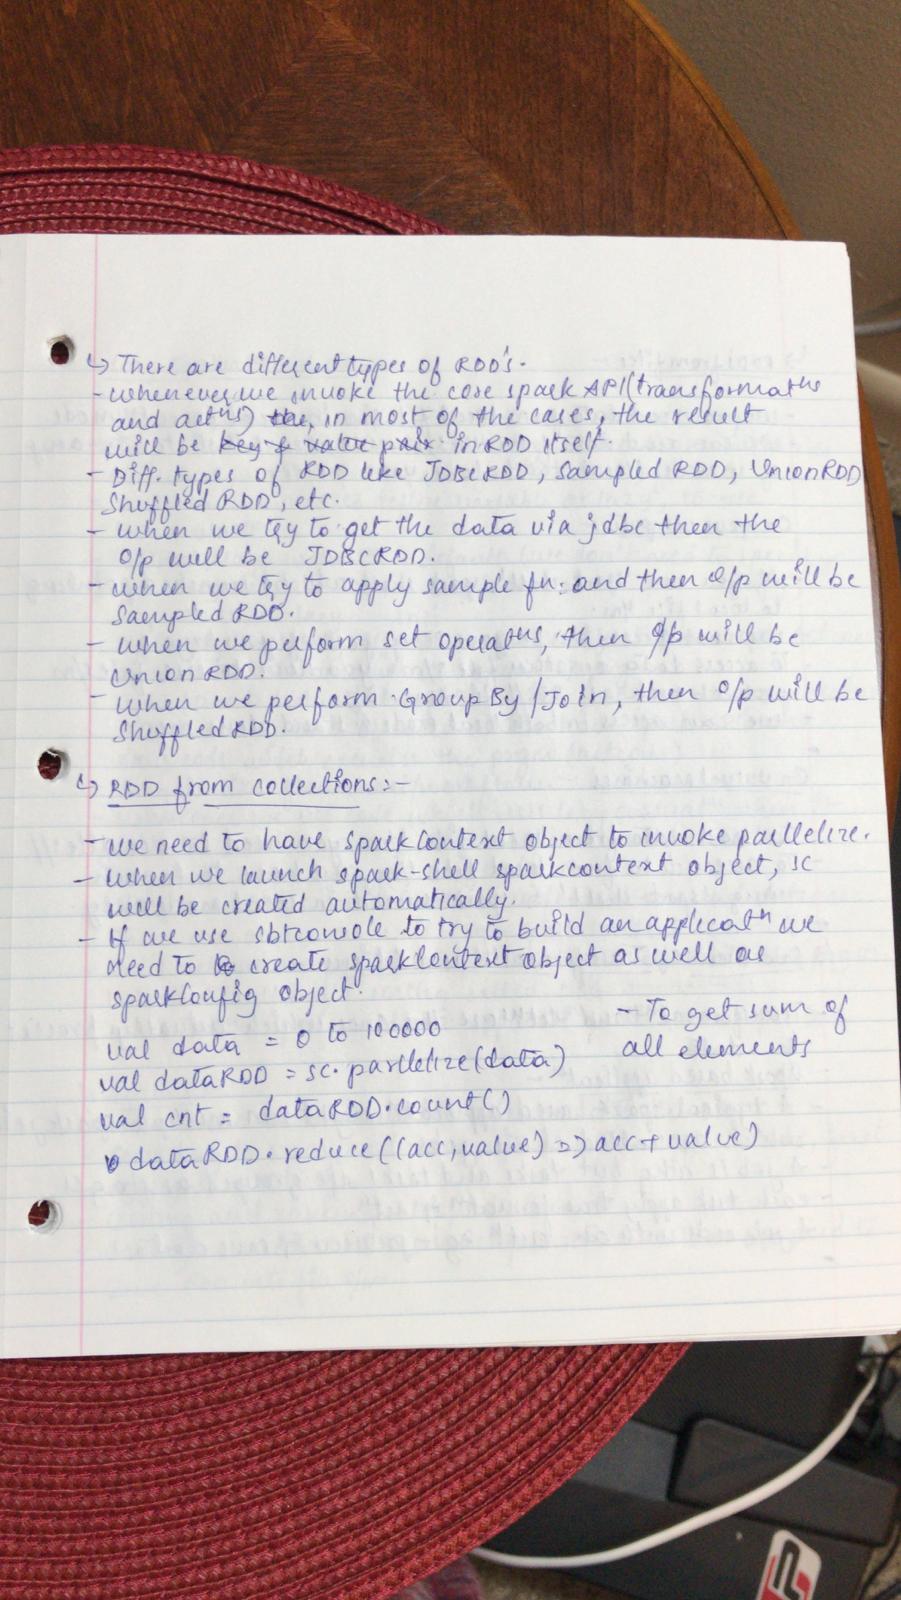 ↳ There are different types of RDD's.
- whenever we invoke the core spark API (transformatns
and actns) the, in most of the cases, the result
will be key & value pair in RDD itself.
- Diff. types of RDD like JDBCRDD, Sampled RDD, UnionRDD
Shuffled RDD, etc.
- when we try to get the data via jdbc then the
o/p will be JDBCRDD.
- when we try to apply sample fn: and then o/p will be
Sampled RDD.
- when we perform set operatns, then o/p will be
Union RDD.
- when we perform GroupBy/Join, then o/p will be
Shuffled RDD.
↳ RDD from collections:-
- we need to have sparkContext object to invoke parllelize.
- when we launch spark-shell sparkcontext object, sc
will be created automatically.
- If we use sbtconsole to try to build an applicatn we
need to create sparkContext object as well as
sparkConfig object.
- To get sum of
all elements
val data = 0 to 100000
val dataRDD = sc.parllelize(data)
val cnt = dataRDD.count()
dataRDD.reduce((acc,value) => acc+value)